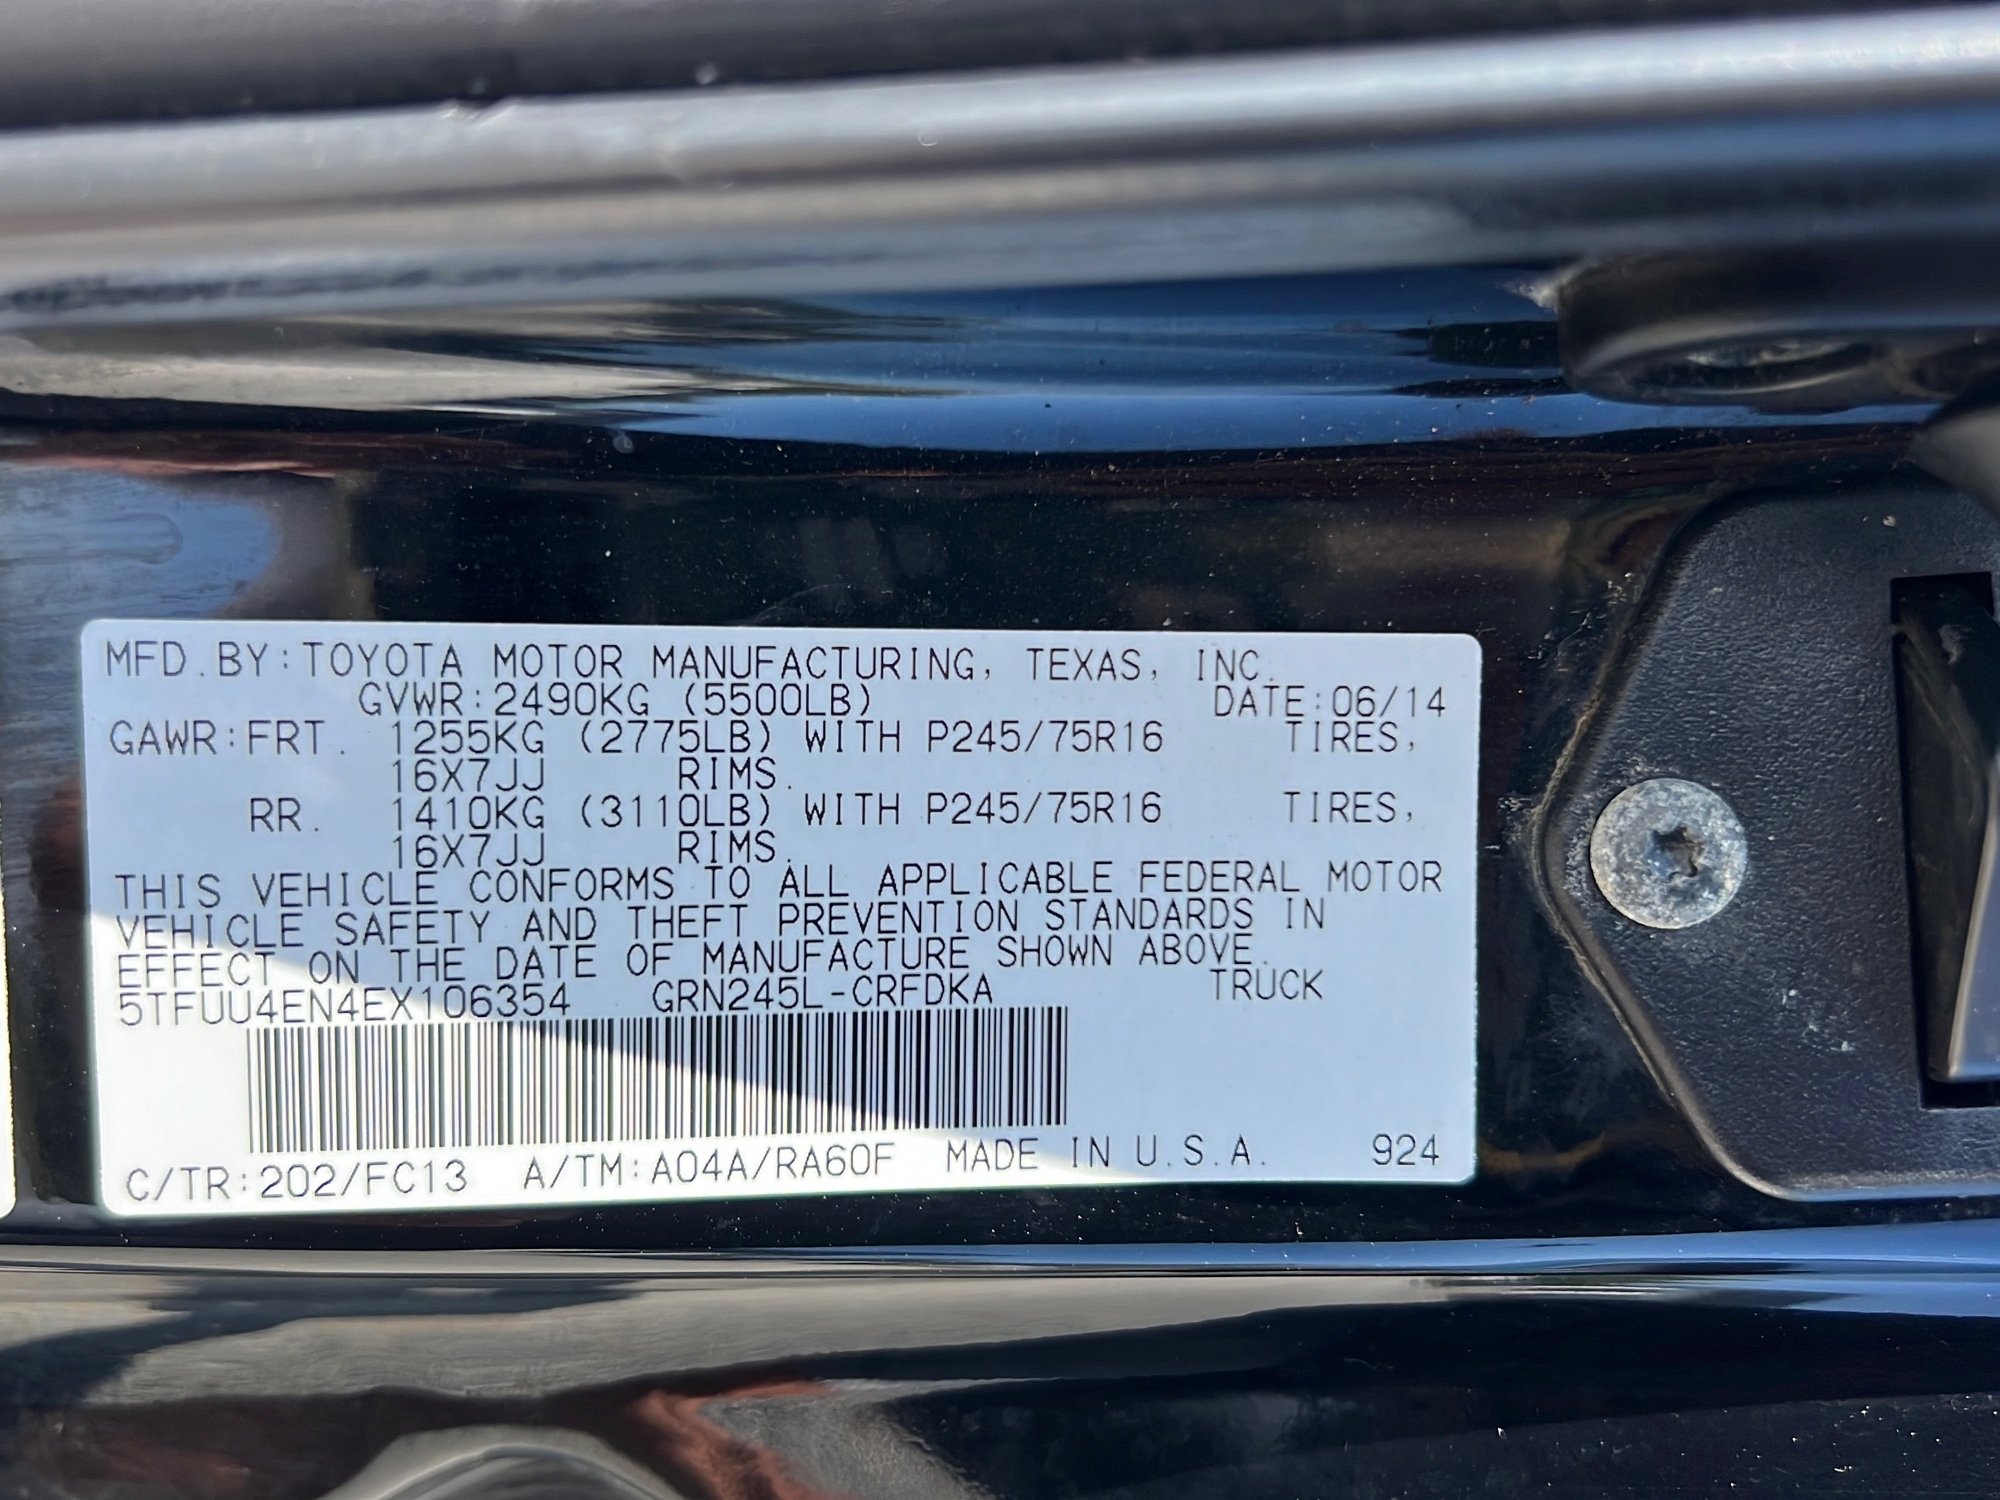 MFD.BY:TOYOTA MOTOR MANUFACTURING, TEXAS, INC.
GVWR:2490KG (5500LB) DATE:06/14
GAWR:FRT. 1255KG (2775LB) WITH P245/75R16 TIRES,
16X7JJ RIMS.
RR. 1410KG (3110LB) WITH P245/75R16 TIRES,
16X7JJ RIMS.
THIS VEHICLE CONFORMS TO ALL APPLICABLE FEDERAL MOTOR
VEHICLE SAFETY AND THEFT PREVENTION STANDARDS IN
EFFECT ON THE DATE OF MANUFACTURE SHOWN ABOVE.
5TFUU4EN4EX106354 GRN245L-CRFDKA TRUCK
C/TR:202/FC13 A/TM:A04A/RA60F MADE IN U.S.A. 924